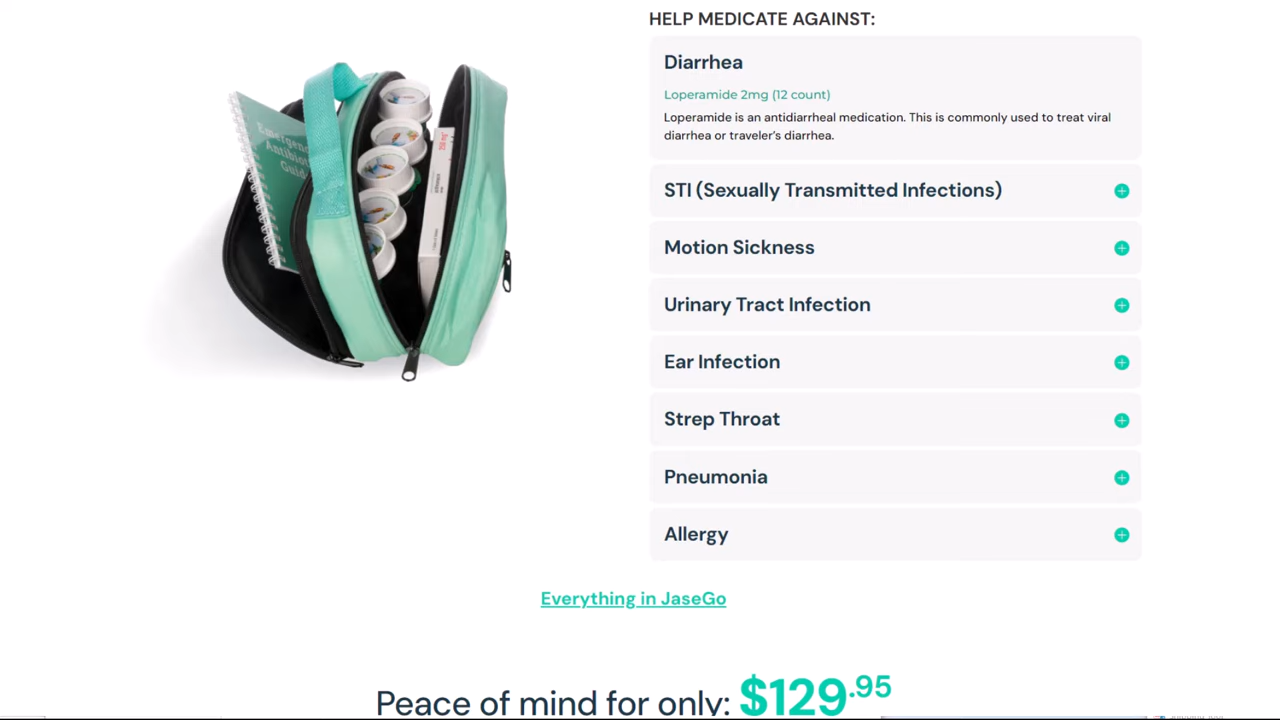 HELP MEDICATE AGAINST:
Diarrhea
Loperamide 2mg (12 count)
Loperamide is an antidiarrheal medication. This is commonly used to treat viral
diarrhea or traveler's diarrhea.
STI (Sexually Transmitted Infections)
Motion Sickness
Urinary Tract Infection
Ear Infection
Strep Throat
Pneumonia
Allergy
Everything in JaseGo
Peace of mind for only: $129.95